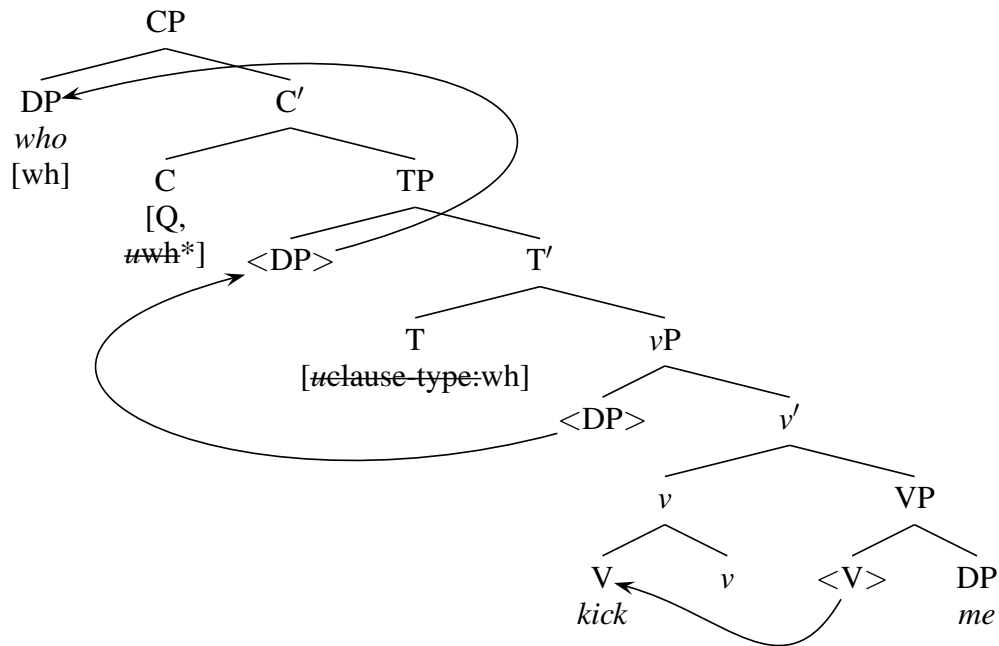 CP
DP C′
who
[wh]
C TP
[Q,
uwh*]
<DP> T′
T vP
[uclause-type:wh]
<DP> v′
v VP
V v <V> DP
kick me